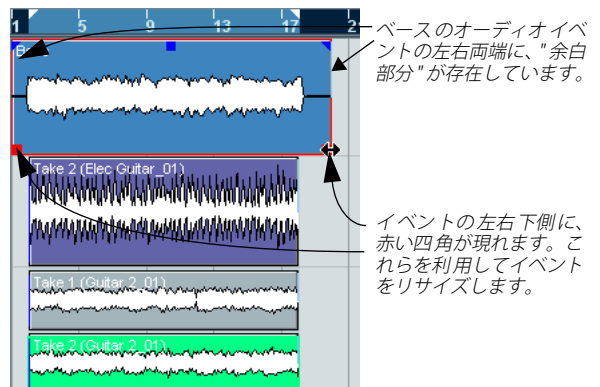 1 5 9 13 17 2
ベースのオーディオイベ
ントの左右両端に、"余白
部分"が存在しています。
Take 2 (Elec Guitar_01)
イベントの左右下側に、
赤い四角が現れます。こ
れらを利用してイベント
をリサイズします。
Take 1 (Guitar 2_01)
Take 2 (Guitar 2_01)